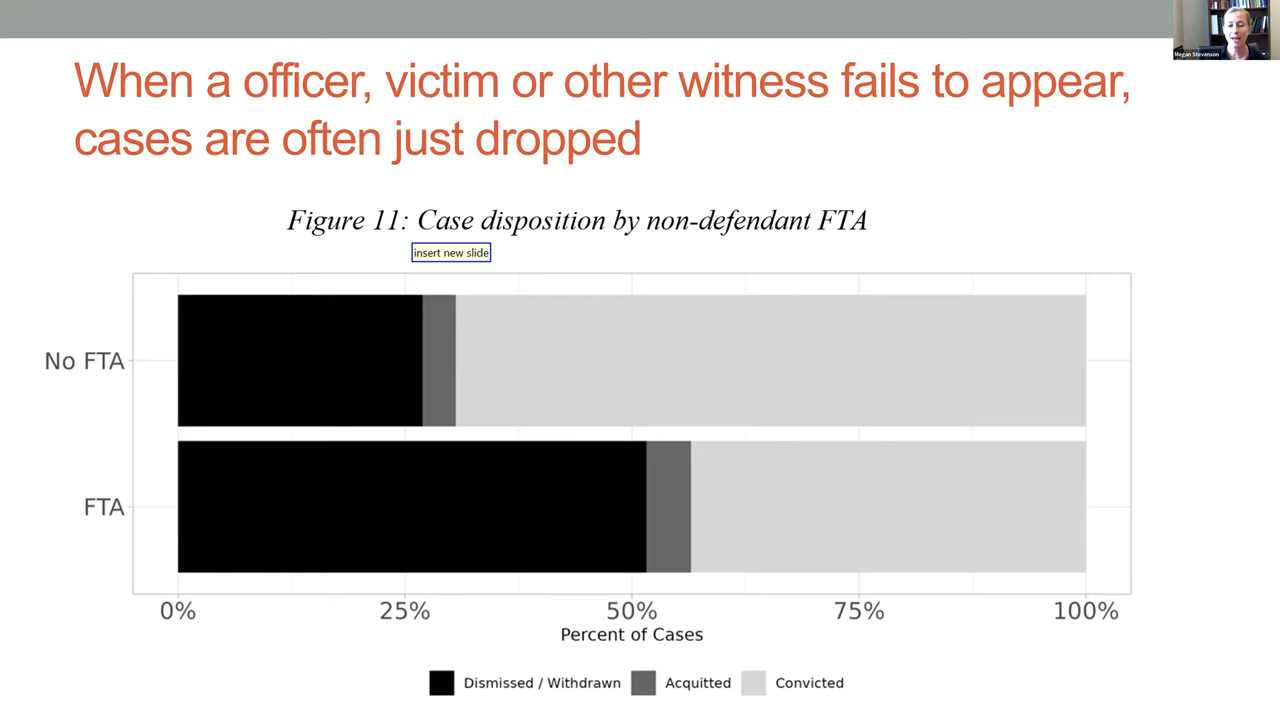 Megan Stevenson
When a officer, victim or other witness fails to appear,
cases are often just dropped
Figure 11: Case disposition by non-defendant FTA
insert new slide
No FTA
FTA
0% 25% 50% 75% 100%
Percent of Cases
Dismissed / Withdrawn Acquitted Convicted